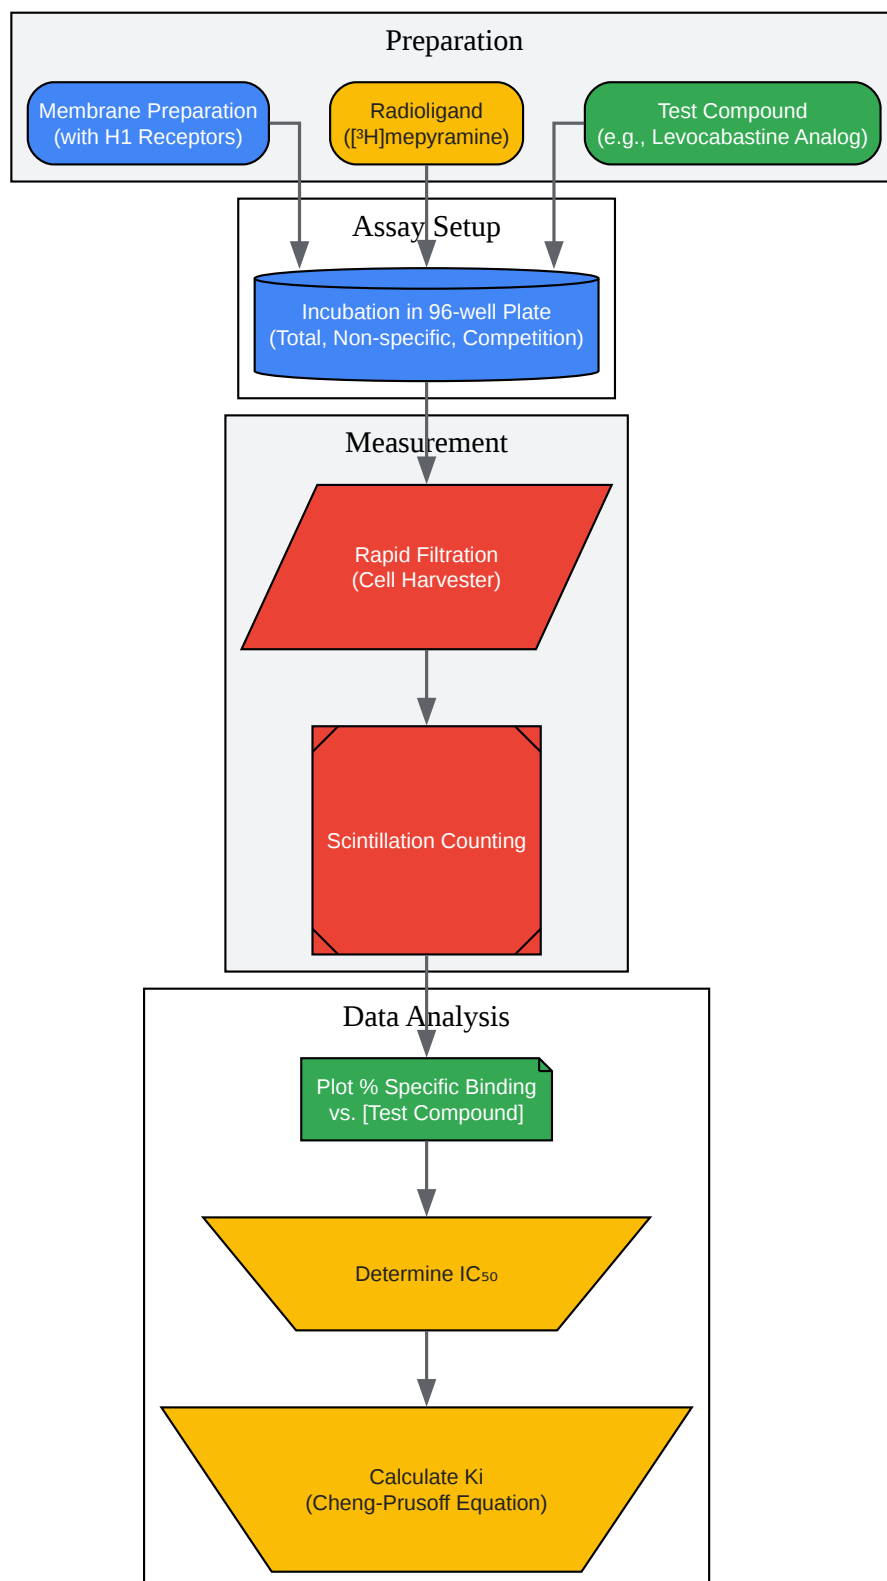 Preparation
Membrane Preparation
(with H1 Receptors)
Radioligand
([³H]mepyramine)
Test Compound
(e.g., Levocabastine Analog)
Assay Setup
Incubation in 96-well Plate
(Total, Non-specific, Competition)
Measurement
Rapid Filtration
(Cell Harvester)
Scintillation Counting
Data Analysis
Plot % Specific Binding
vs. [Test Compound]
Determine IC₅₀
Calculate Ki
(Cheng-Prusoff Equation)